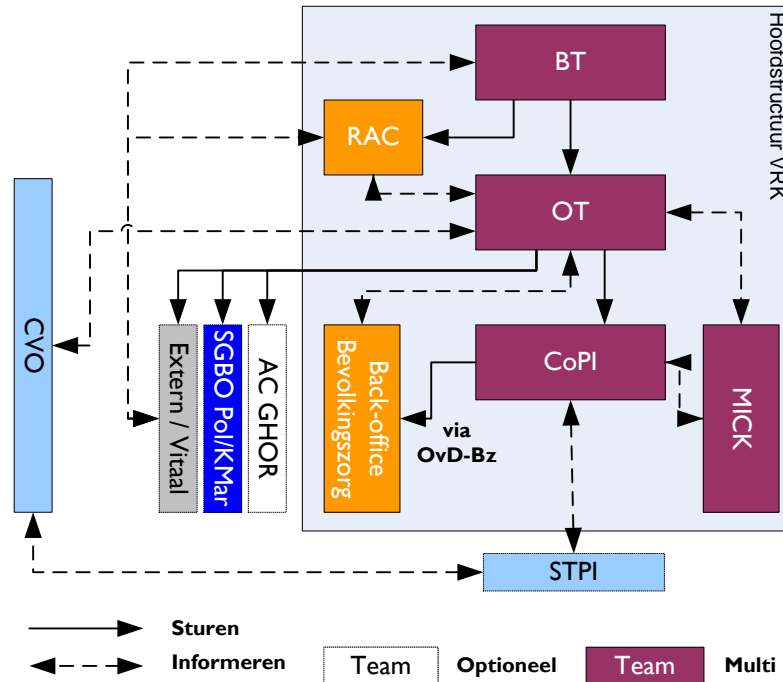 Hoofdstructuur VRK
BT
RAC
OT
CVO
Extern / Vitaal
SGBO Pol/KMar
AC GHOR
Back-office
Bevolkingszorg
CoPI
MICK
via
OvD-Bz
STPI
Sturen
Informeren
Team
Optioneel
Team
Multi